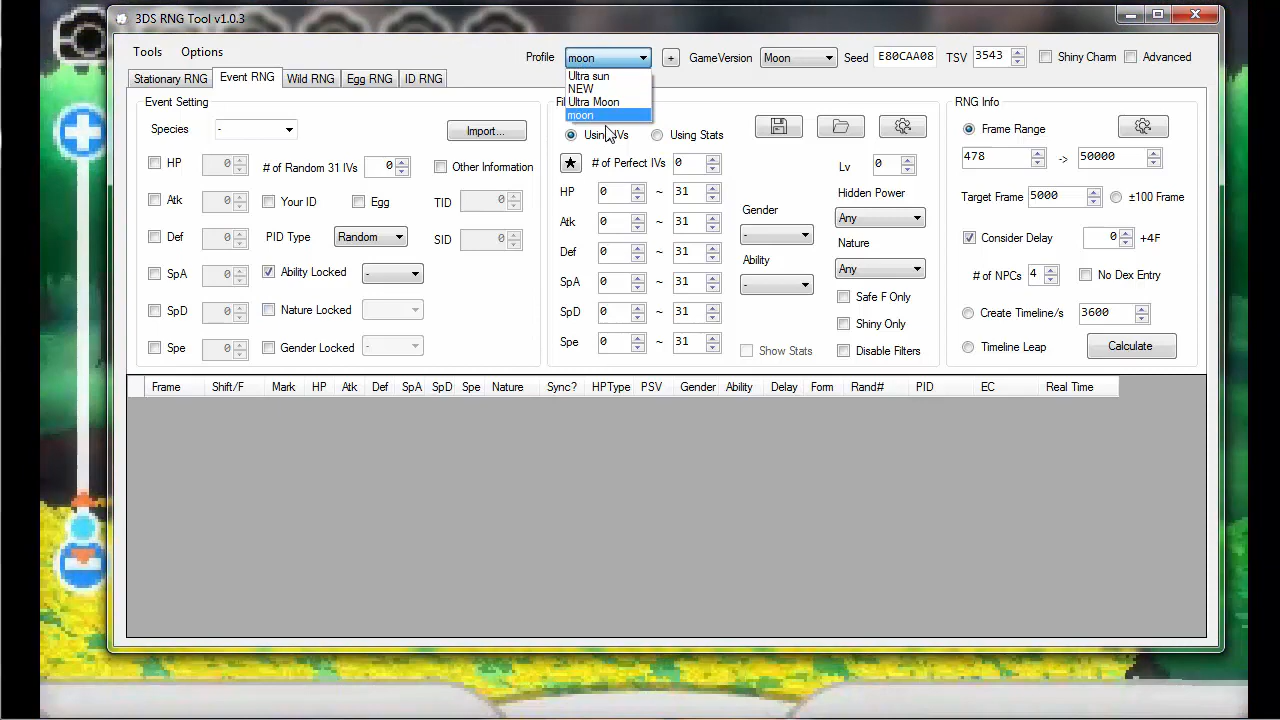 3DS RNG Tool v1.0.3
Tools Options Profile moon + GameVersion Moon Seed E80CAA08 TSV 3543 Shiny Charm Advanced
Ultra sun
NEW
Ultra Moon
moon
Stationary RNG Event RNG Wild RNG Egg RNG ID RNG
Event Setting
Species - Import...
HP 0 # of Random 31 IVs 0 Other Information
Atk 0 Your ID Egg TID 0
Def 0 PID Type Random SID 0
SpA 0 Ability Locked -
SpD 0 Nature Locked
Spe 0 Gender Locked -
Using IVs Using Stats
# of Perfect IVs 0 Lv 0
HP 0 ~ 31
Atk 0 ~ 31
Def 0 ~ 31
SpA 0 ~ 31
SpD 0 ~ 31
Spe 0 ~ 31
Gender
-
Ability
-
Show Stats
Hidden Power
Any
Nature
Any
Safe F Only
Shiny Only
Disable Filters
RNG Info
Frame Range
478 -> 50000
Target Frame 5000 ±100 Frame
Consider Delay 0 +4F
# of NPCs 4 No Dex Entry
Create Timeline/s 3600
Timeline Leap Calculate
Frame Shift/F Mark HP Atk Def SpA SpD Spe Nature Sync? HPType PSV Gender Ability Delay Form Rand# PID EC Real Time